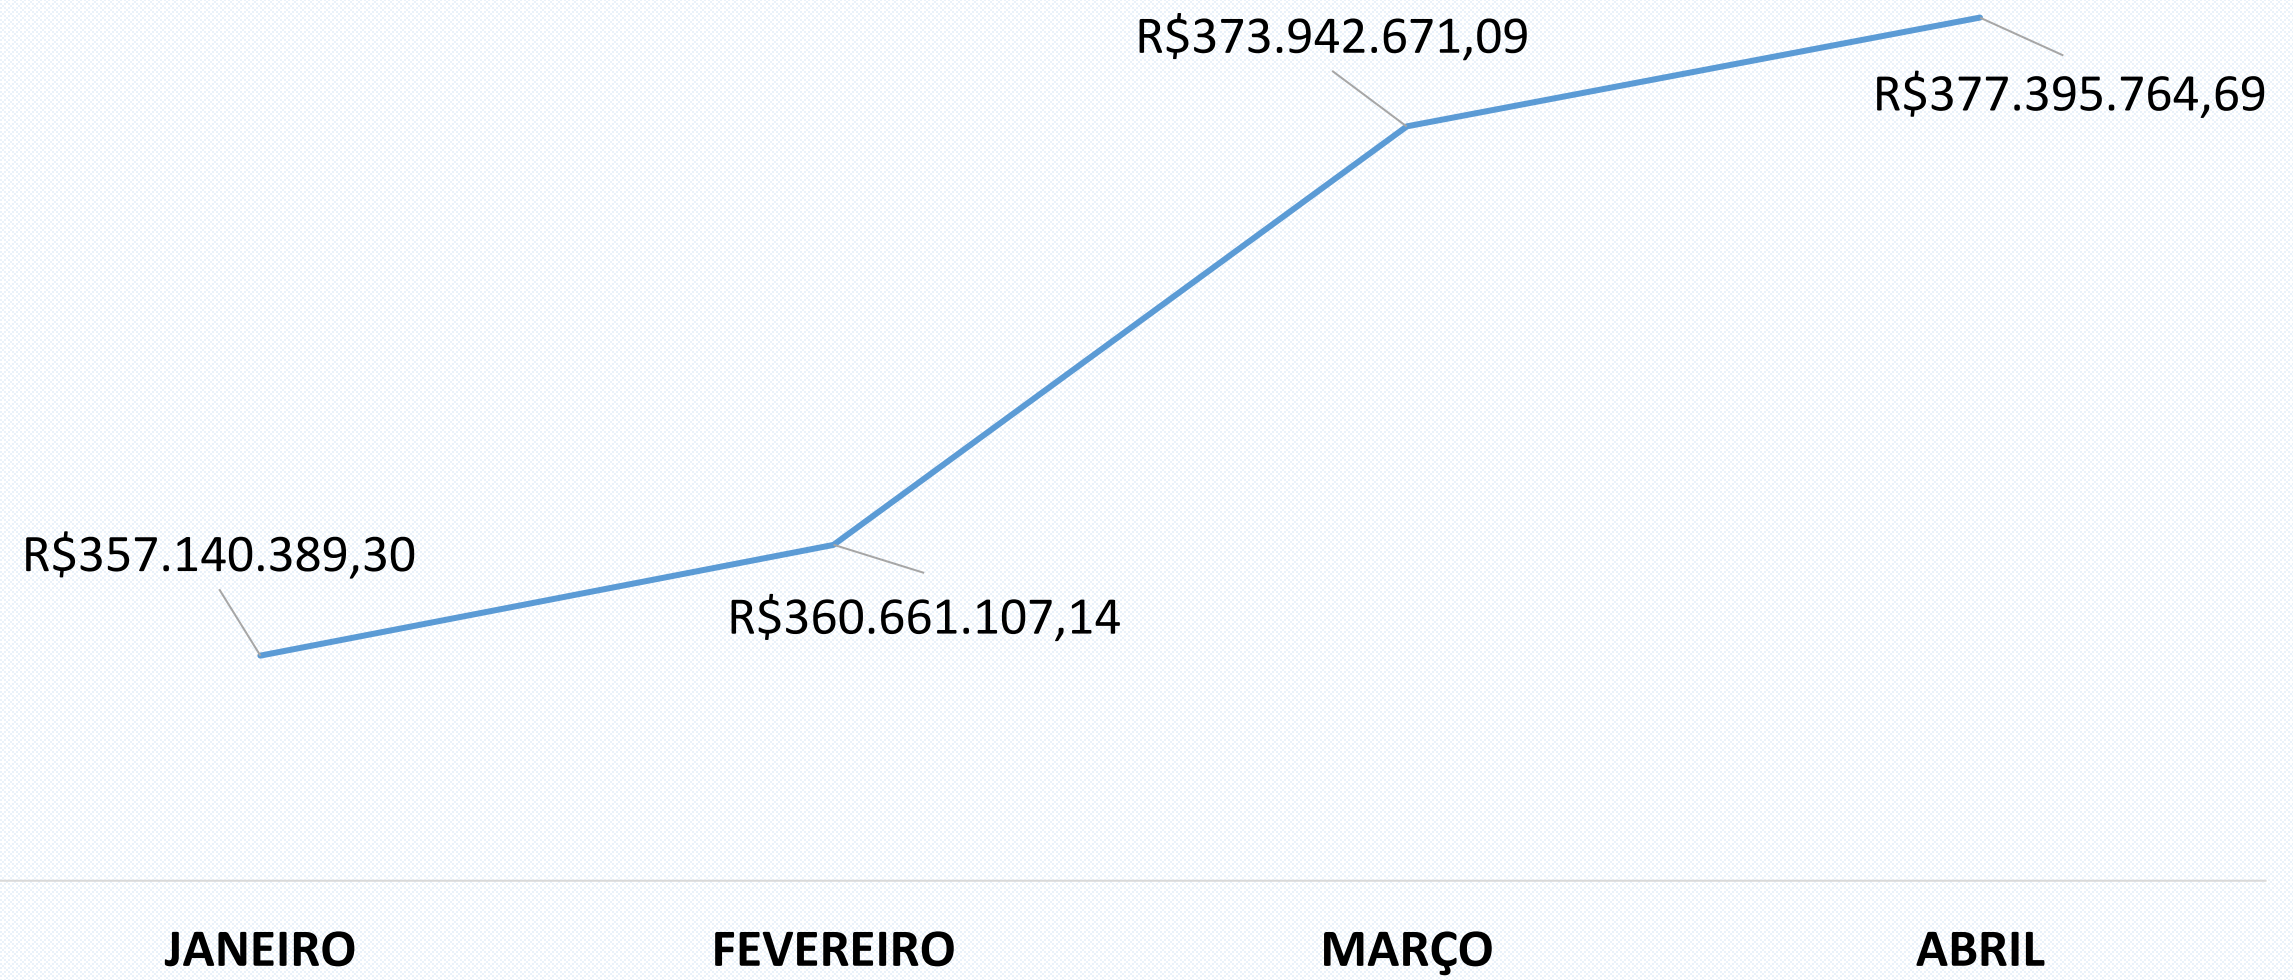 R$373.942.671,09
R$377.395.764,69
R$357.140.389,30
R$360.661.107,14
JANEIRO FEVEREIRO MARÇO ABRIL